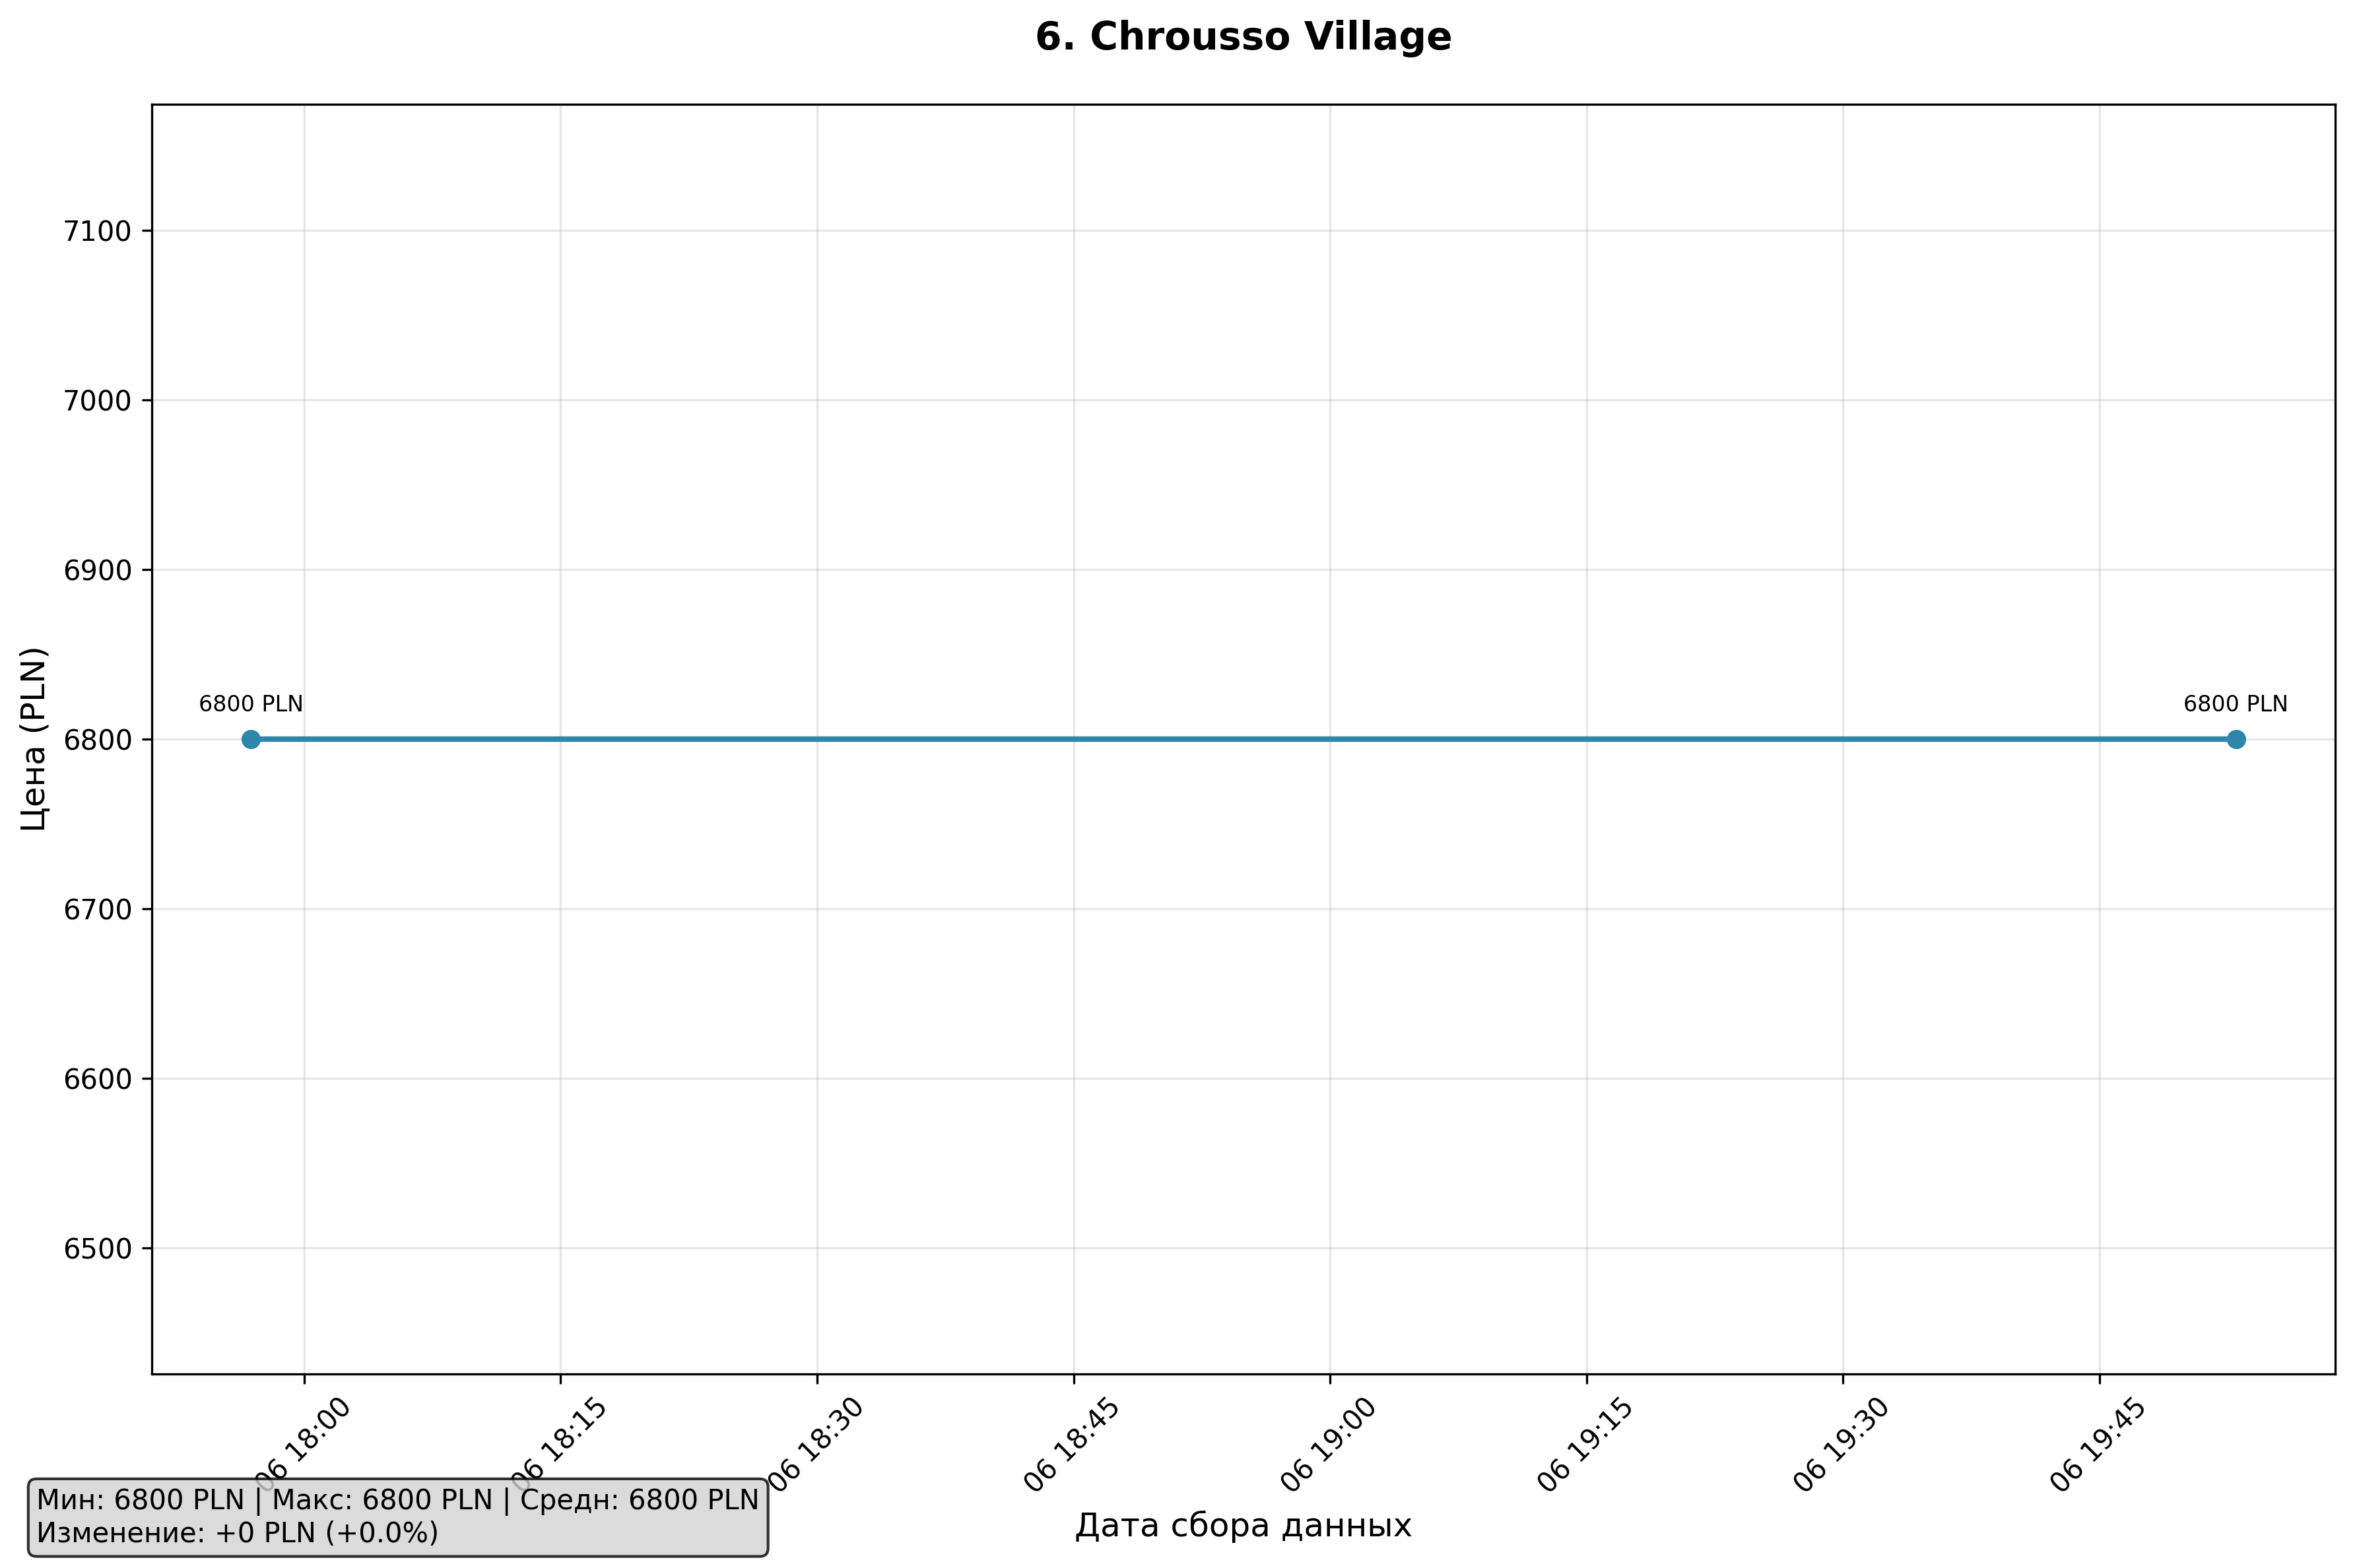 6. Chrousso Village
Цена (PLN)
7100
7000
6900
6800
6700
6600
6500
6800 PLN
6800 PLN
06 18:00
06 18:15
06 18:30
06 18:45
06 19:00
06 19:15
06 19:30
06 19:45
Дата сбора данных
Мин: 6800 PLN | Макс: 6800 PLN | Средн: 6800 PLN
Изменение: +0 PLN (+0.0%)